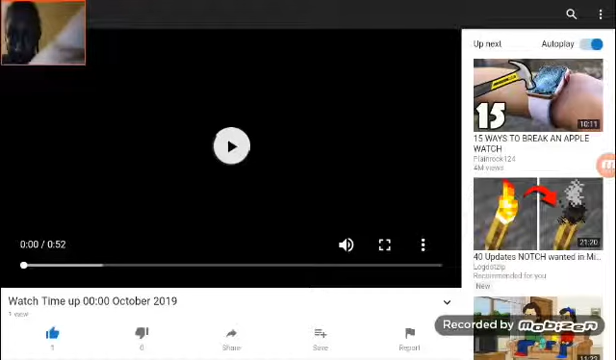 Up next
Autoplay
15
10:11
15 WAYS TO BREAK AN APPLE
WATCH
Plainrock124
4M views
0:00 / 0:52
21:20
40 Updates NOTCH wanted in Mi...
Logdotzip
Recommended for you
New
Watch Time up 00:00 October 2019
1 view
1
0
Share
Save
Report
Recorded by mobizen
11:23